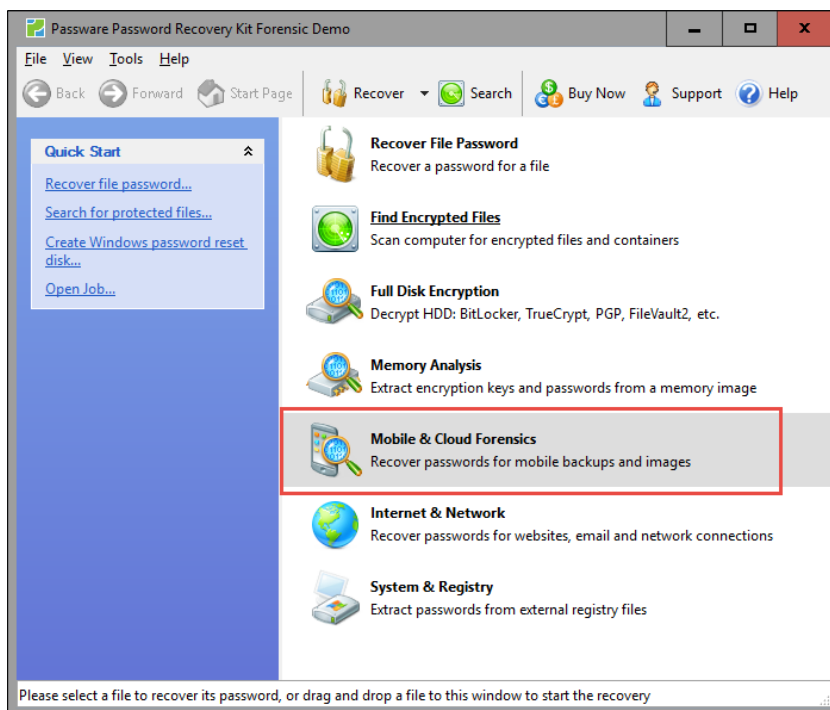 Passware Password Recovery Kit Forensic Demo
File View Tools Help
Back Forward Start Page Recover Search Buy Now Support Help
Quick Start
Recover file password...
Search for protected files...
Create Windows password reset
disk...
Open Job...
Recover File Password
Recover a password for a file
Find Encrypted Files
Scan computer for encrypted files and containers
Full Disk Encryption
Decrypt HDD: BitLocker, TrueCrypt, PGP, FileVault2, etc.
Memory Analysis
Extract encryption keys and passwords from a memory image
Mobile & Cloud Forensics
Recover passwords for mobile backups and images
Internet & Network
Recover passwords for websites, email and network connections
System & Registry
Extract passwords from external registry files
Please select a file to recover its password, or drag and drop a file to this window to start the recovery